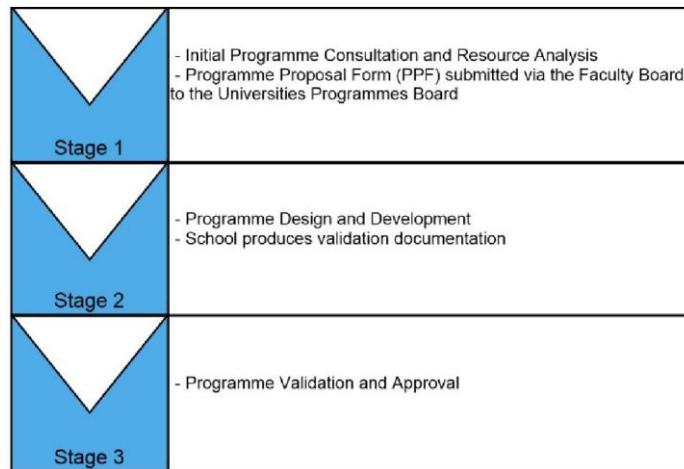 - Initial Programme Consultation and Resource Analysis
- Programme Proposal Form (PPF) submitted via the Faculty Board
to the Universities Programmes Board
Stage 1
- Programme Design and Development
- School produces validation documentation
Stage 2
- Programme Validation and Approval
Stage 3